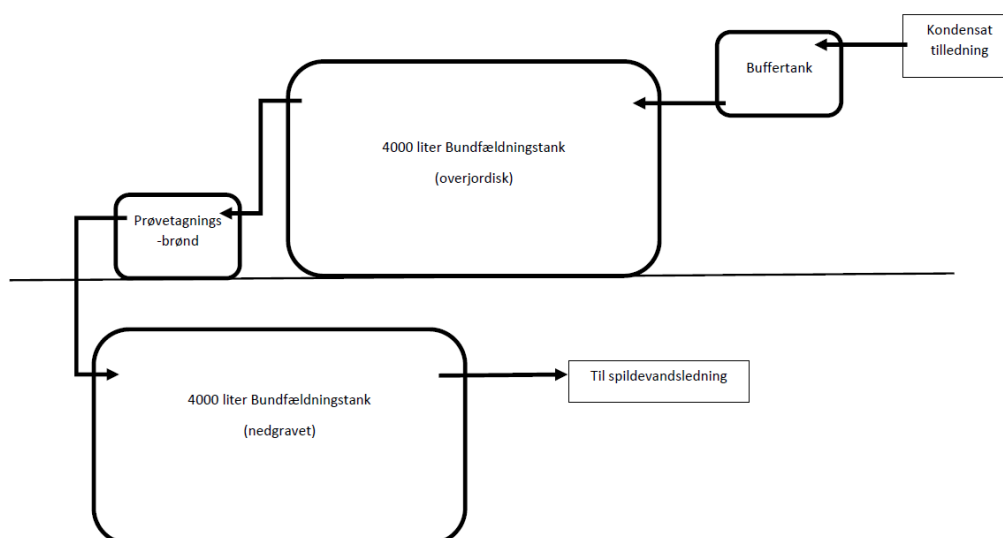 Kondensat
tilledning
Buffertank
4000 liter Bundfældningstank
(overjordisk)
Prøvetagnings
-brønd
4000 liter Bundfældningstank
(nedgravet)
Til spildevandsledning